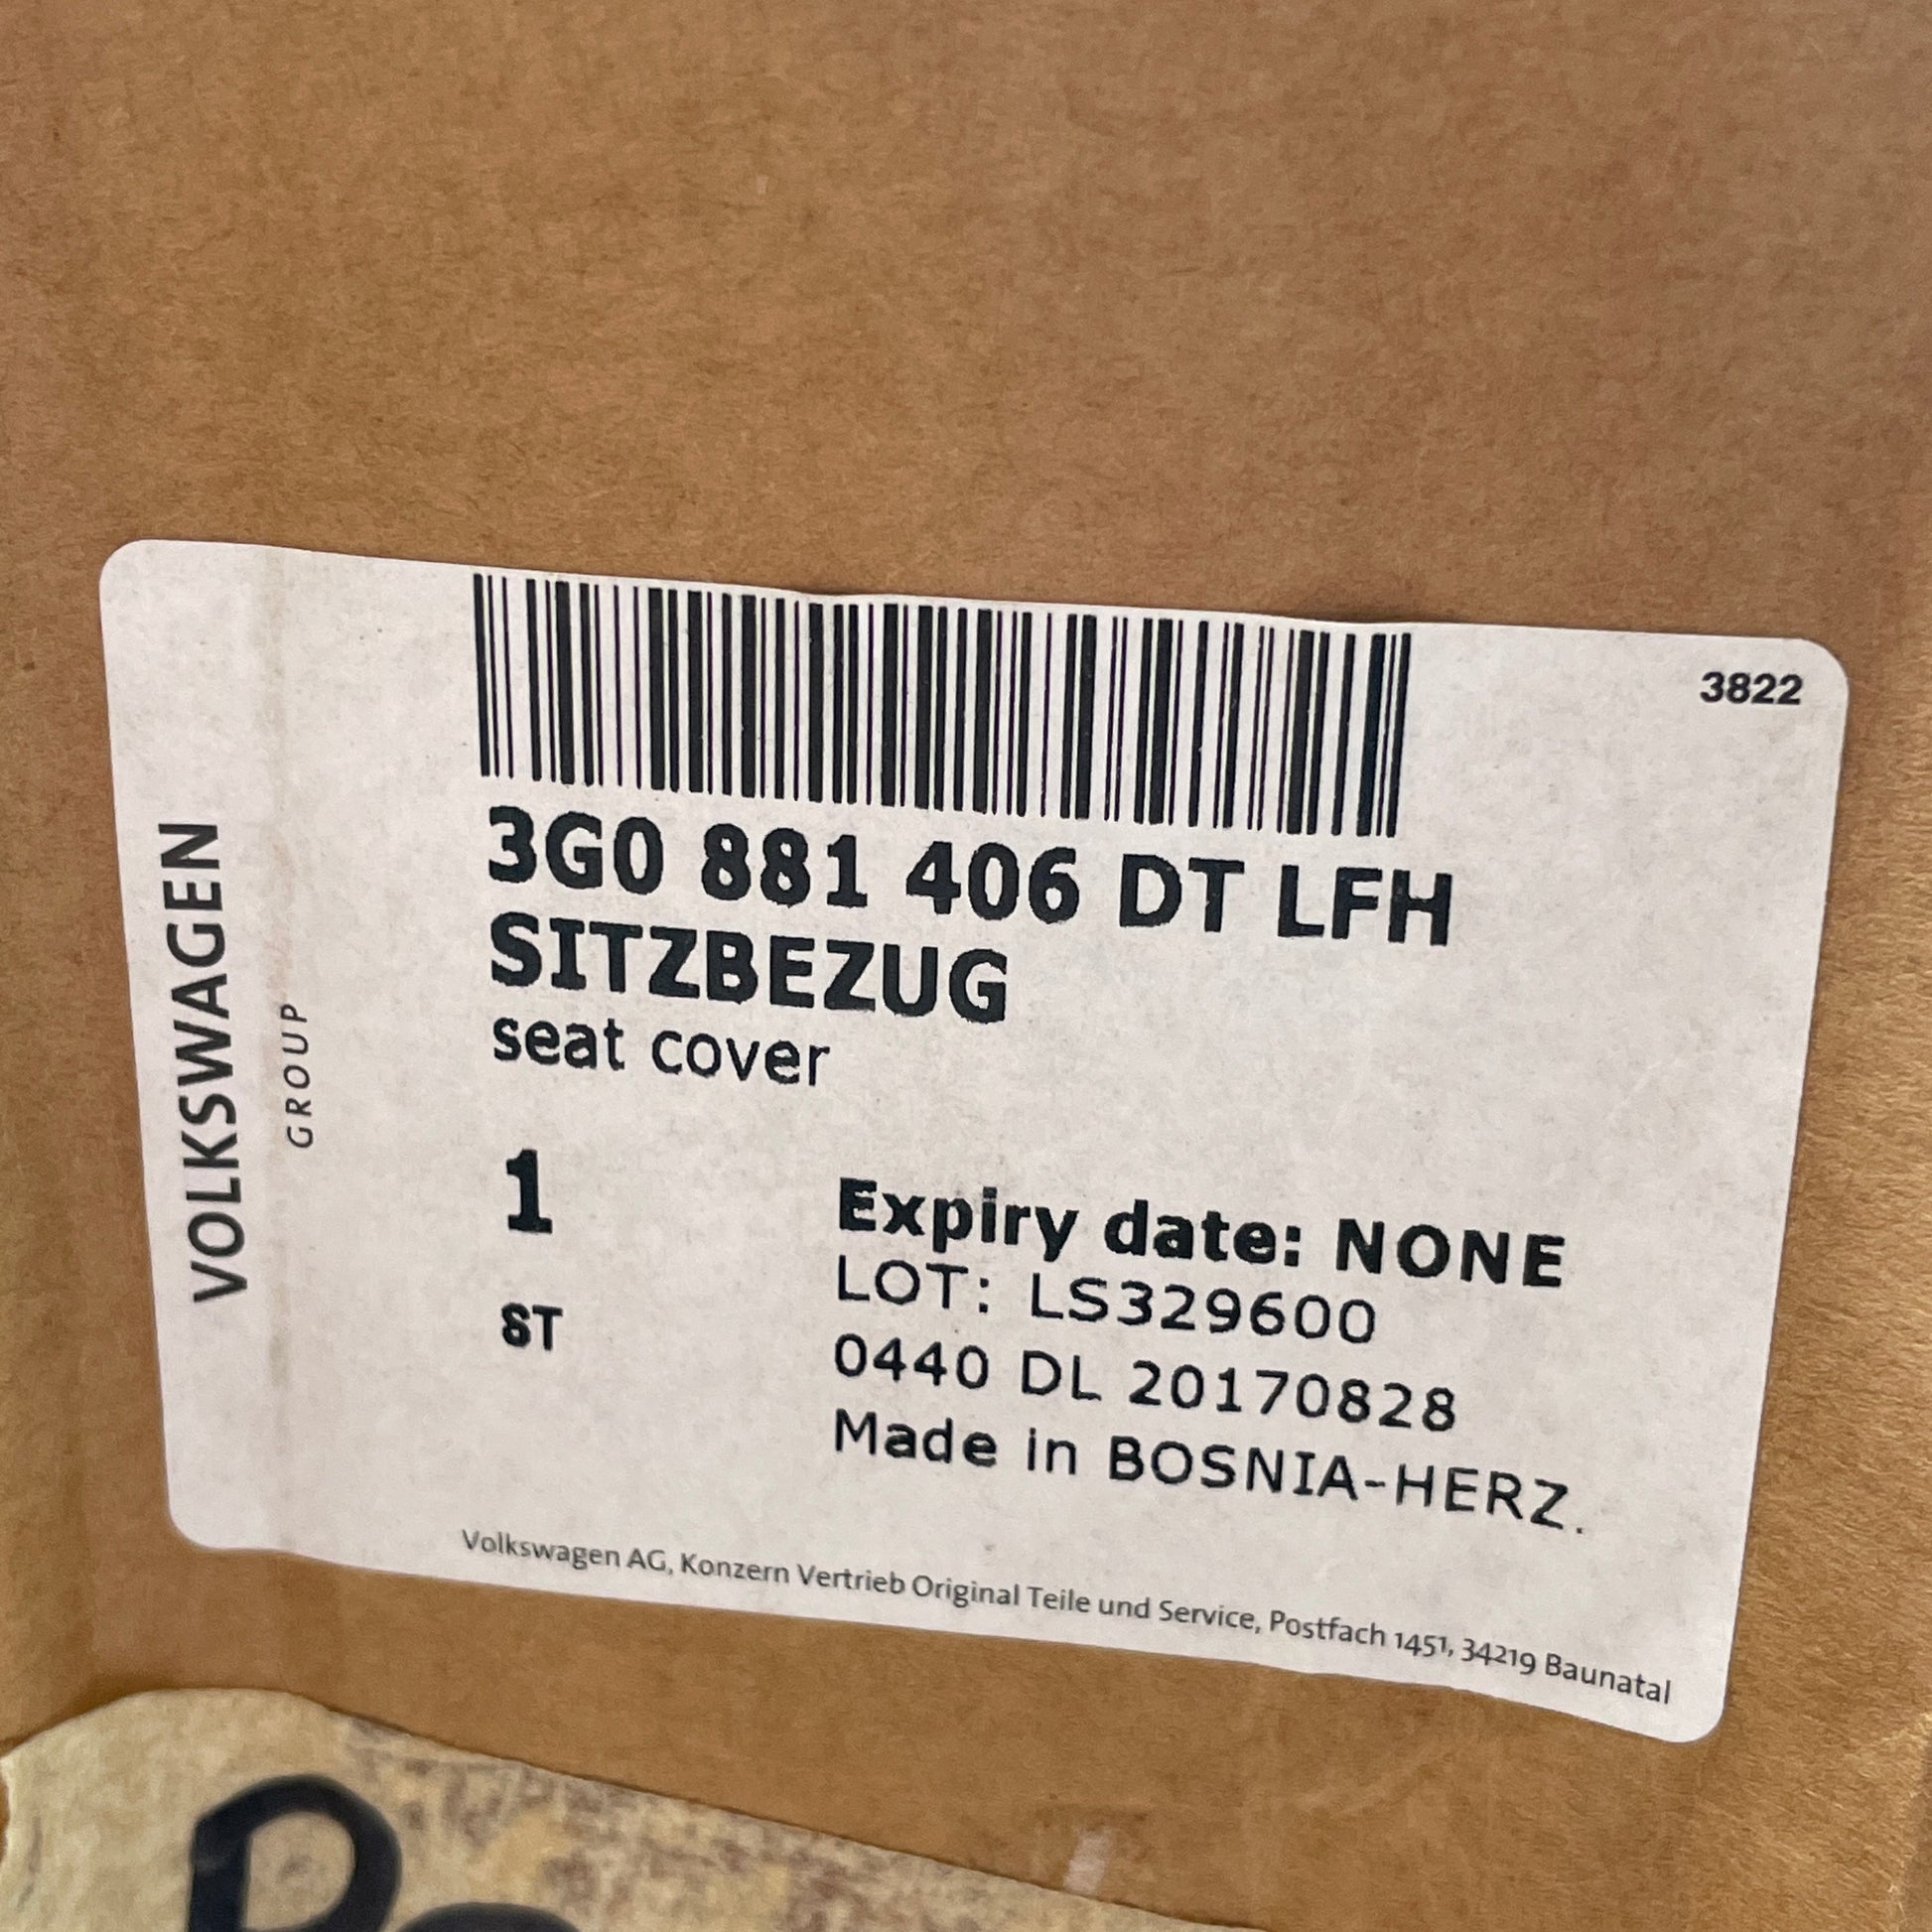 3822
VOLKSWAGEN
GROUP
3G0 881 406 DT LFH
SITZBEZUG
seat cover
1
ST
Expiry date: NONE
LOT: LS329600
0440 DL 20170828
Made in BOSNIA-HERZ.
Volkswagen AG, Konzern Vertrieb Original Teile und Service, Postfach 1451, 34219 Baunatal